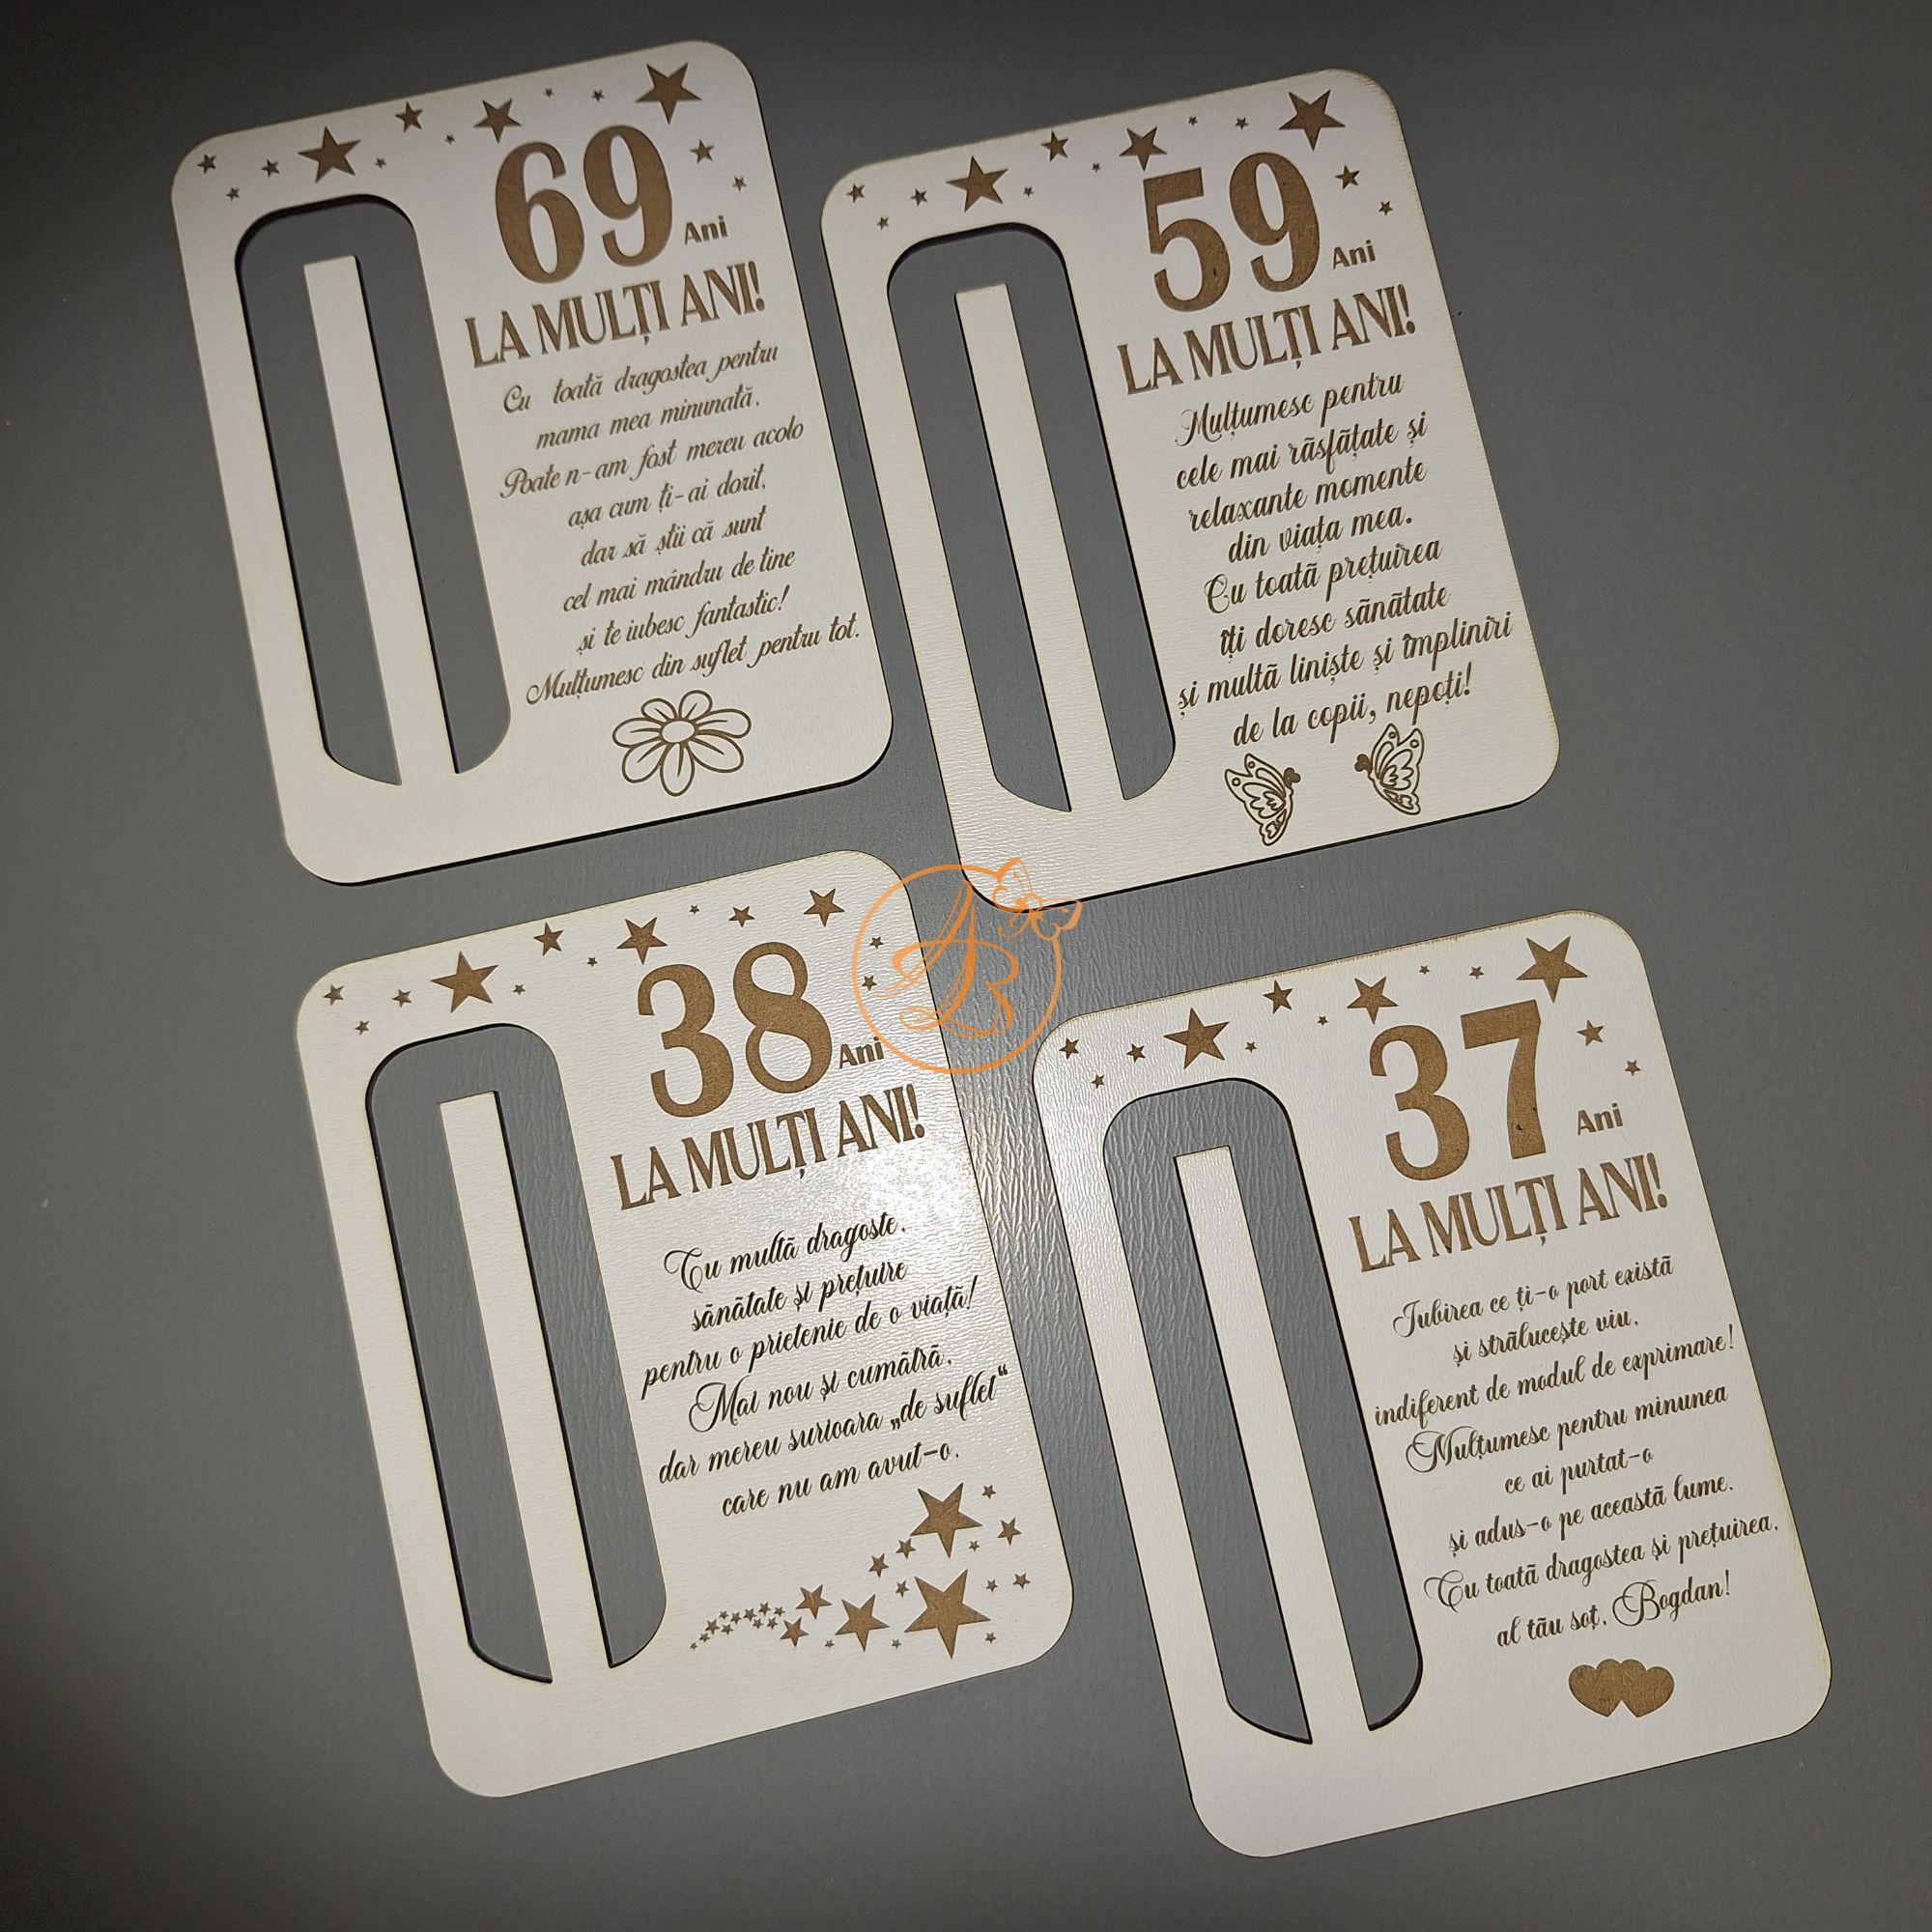 69
Ani
LA MULȚI ANI!
Cu toată dragostea pentru
mama mea minunată.
Poate n-am fost mereu acolo
așa cum ți-ai dorit,
dar să știi că sunt
cel mai mândru de tine
și te iubesc fantastic!
Mulțumesc din suflet pentru tot.
59
Ani
LA MULȚI ANI!
Mulțumesc pentru
cele mai răsfățate și
relaxante momente
din viața mea.
Cu toată prețuirea
îți doresc sănătate
și multă liniște și împliniri
de la copii, nepoți!
38
Ani
LA MULȚI ANI!
Cu multă dragoste,
sănătate și prețuire
pentru o prietenie de o viață!
Mai nou și cumătră,
dar mereu surioara „de suflet“
care nu am avut-o.
37
Ani
LA MULȚI ANI!
Iubirea ce ți-o port există
și strălucește viu,
indiferent de modul de exprimare!
Mulțumesc pentru minunea
ce ai purtat-o
și adus-o pe această lume.
Cu toată dragostea și prețuirea,
al tău soț, Bogdan!
AB